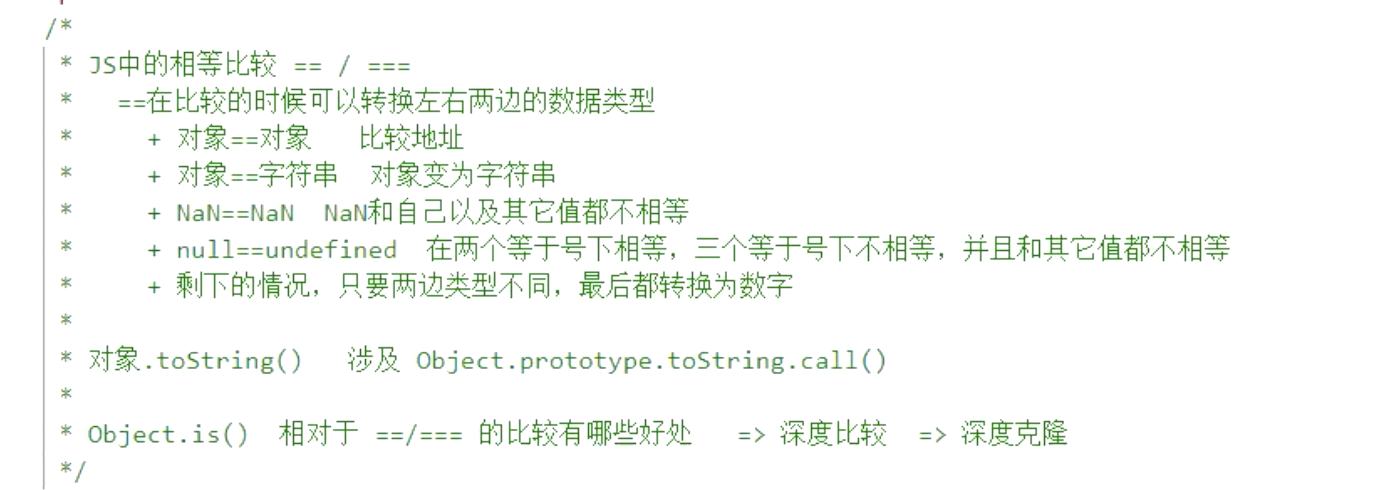 /*
* JS中的相等比较 == / ===
*   ==在比较的时候可以转换左右两边的数据类型
*     + 对象==对象   比较地址
*     + 对象==字符串  对象变为字符串
*     + NaN==NaN  NaN和自己以及其它值都不相等
*     + null==undefined  在两个等于号下相等，三个等于号下不相等，并且和其它值都不相等
*     + 剩下的情况，只要两边类型不同，最后都转换为数字
*
* 对象.toString()   涉及 Object.prototype.toString.call()
*
* Object.is()  相对于 ==/=== 的比较有哪些好处   => 深度比较  => 深度克隆
*/